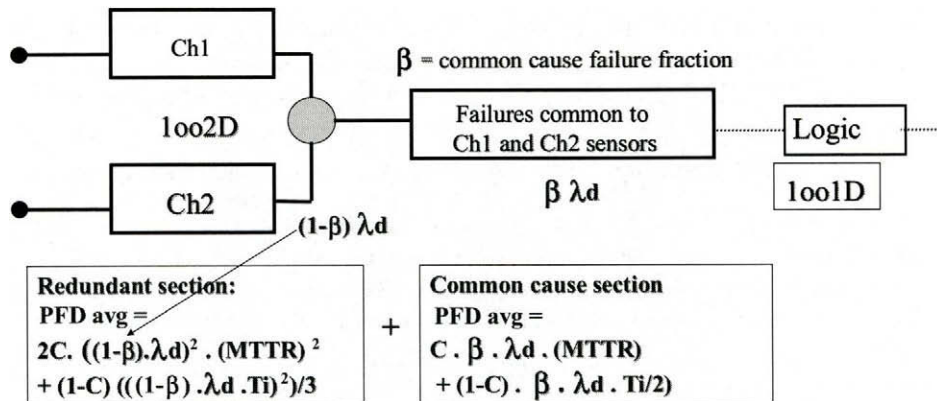 Ch1
β = common cause failure fraction
1oo2D
Failures common to
Ch1 and Ch2 sensors
Logic
Ch2
β λd
1oo1D
(1-β) λd
Redundant section:
PFD avg =
2C. ((1-β).λd)² . (MTTR) ²
+ (1-C) (((1-β) .λd .Ti)²)/3
+
Common cause section
PFD avg =
C . β . λd . (MTTR)
+ (1-C) . β . λd . Ti/2)